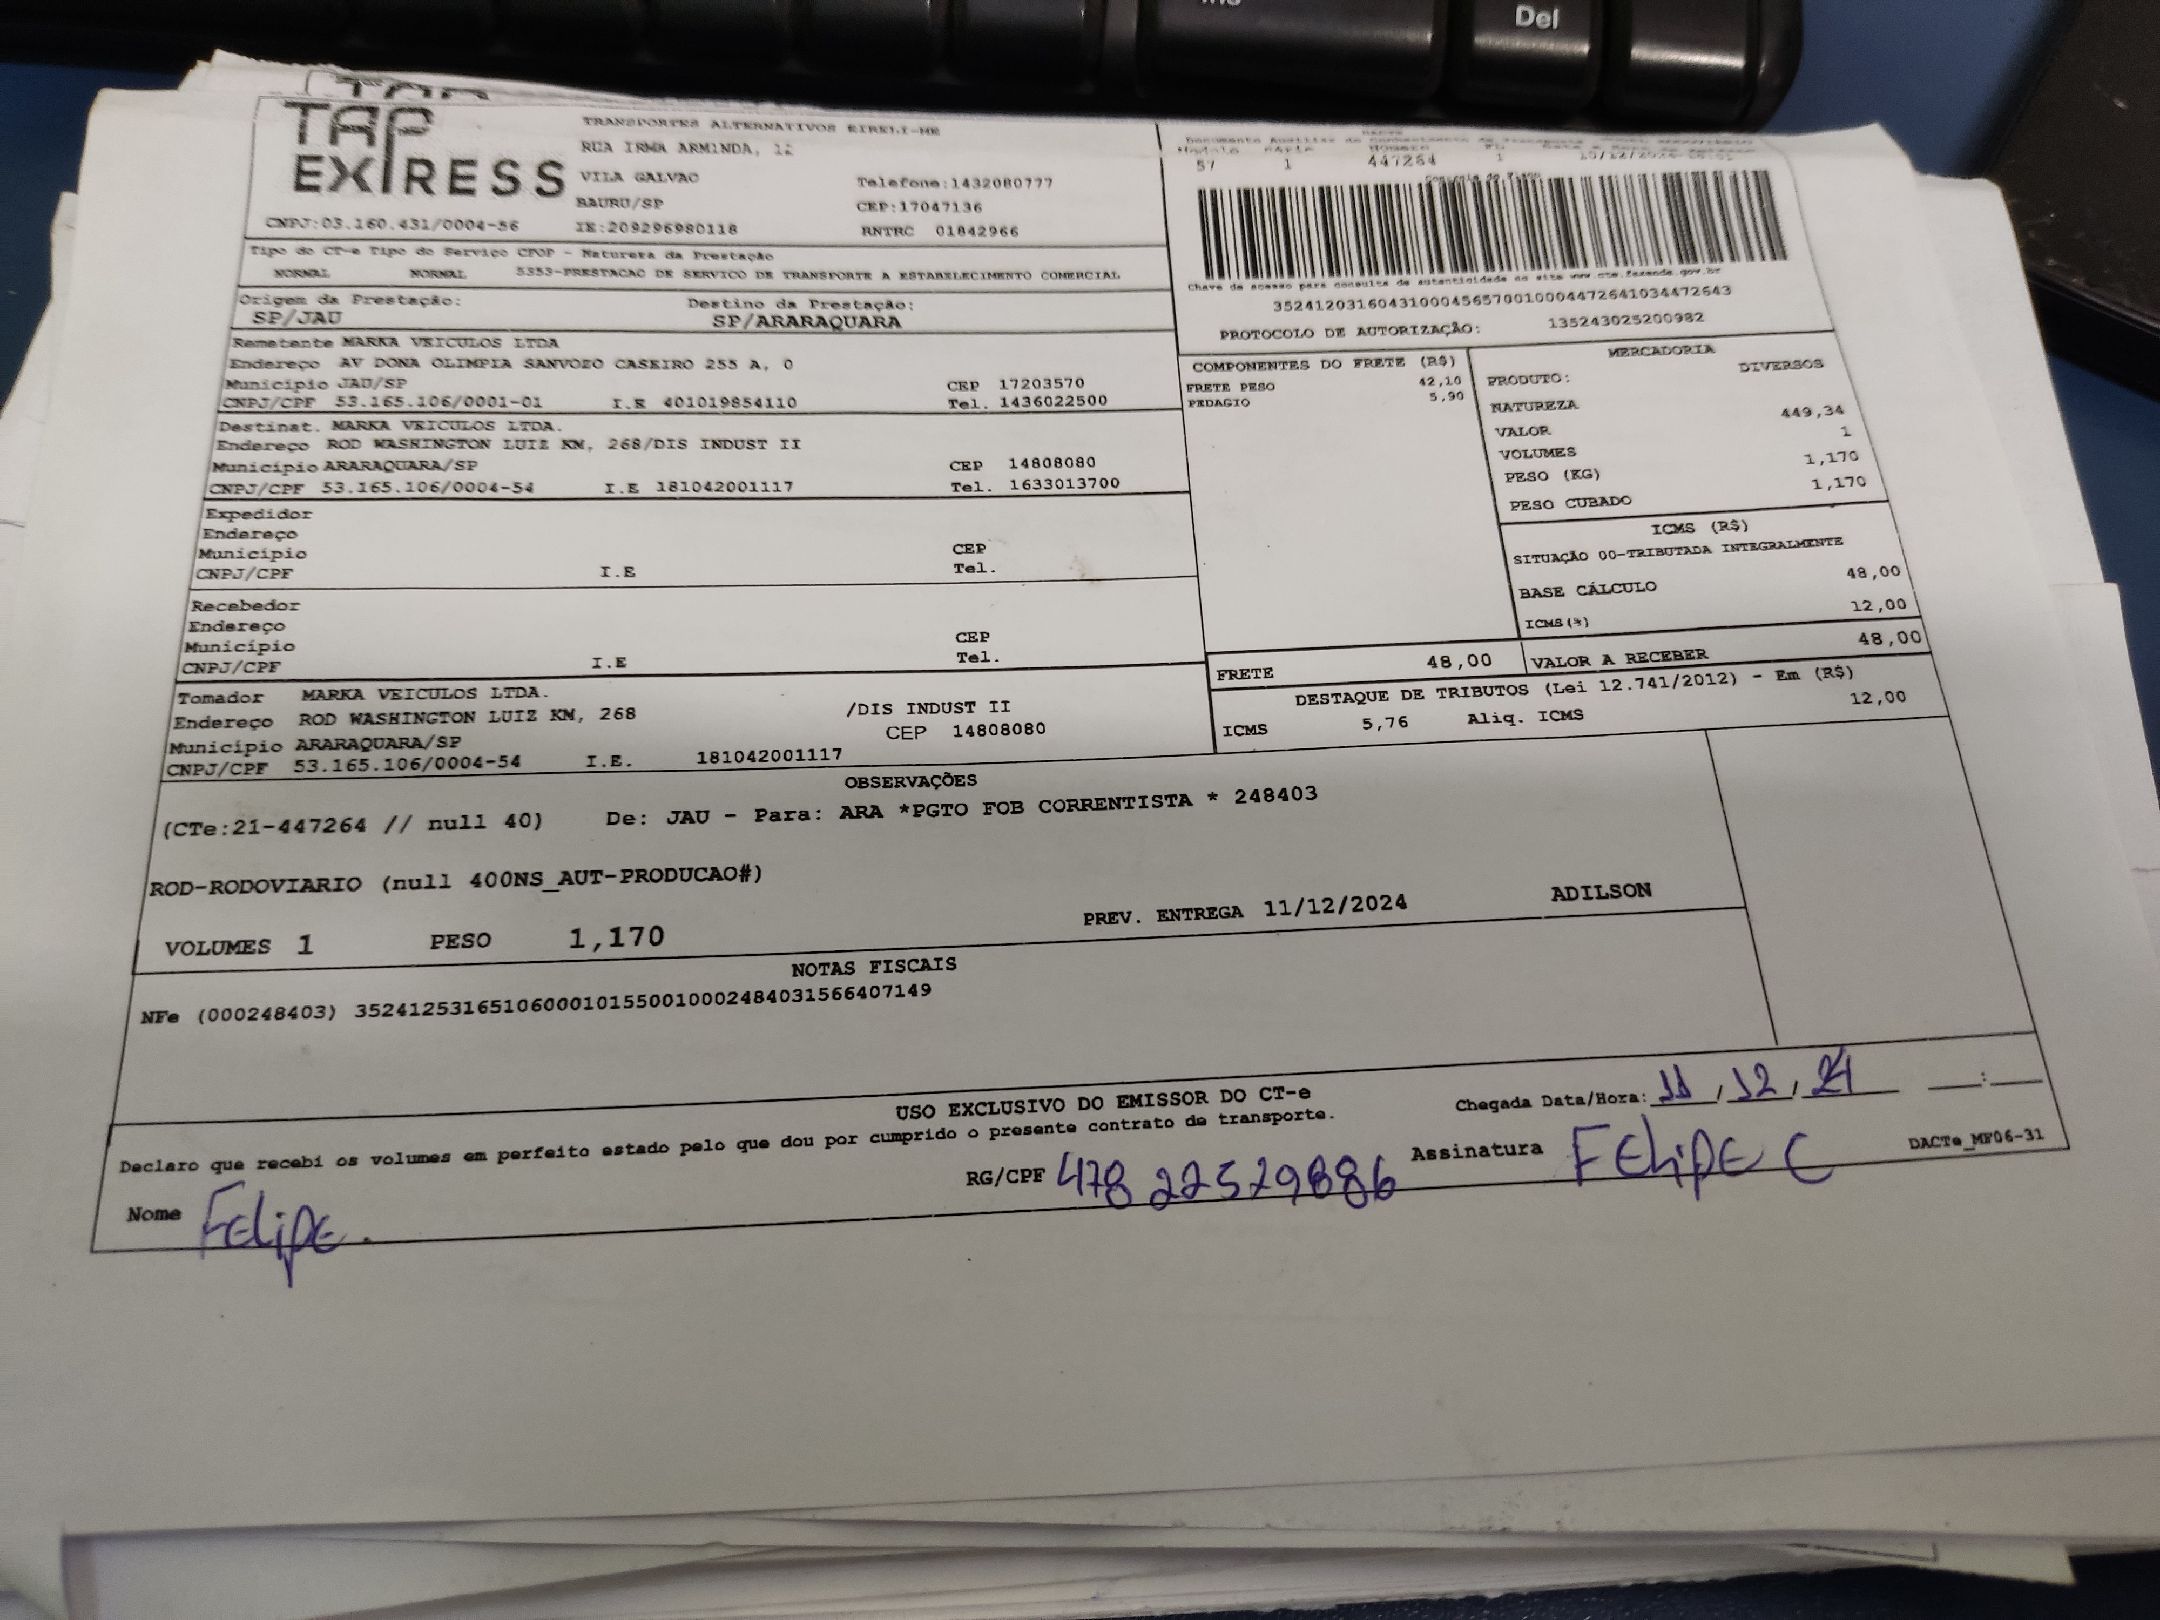 Del
TAP
EXPRESS
TRANSPORTES ALTERNATIVOS EIRELI-ME
RUA IRMA ARMINDA, 12
VILA GALVAO
Telefone:1432080777
BAURU/SP
CEP:17047136
CNPJ:03.160.431/0004-56
IE:209296980118
RNTRC 01842966
57 1 447264 1
Tipo do CT-e Tipo do Serviço CFOP - Natureza da Prestação
NORMAL NORMAL 5353-PRESTACAO DE SERVICO DE TRANSPORTE A ESTABELECIMENTO COMERCIAL
Chave de acesso para consulta de autenticidade no site www.cte.fazenda.gov.br
35241203160431000456570010004472641034472643
PROTOCOLO DE AUTORIZAÇÃO: 135243025200982
Origem da Prestação: Destino da Prestação:
SP/JAU SP/ARARAQUARA
Remetente MARKA VEICULOS LTDA
Endereço AV DONA OLIMPIA SANVOZO CASEIRO 255 A, 0
Município JAU/SP CEP 17203570
CNPJ/CPF 53.165.106/0001-01 I.E 401019854110 Tel. 1436022500
Destinat. MARKA VEICULOS LTDA.
Endereço ROD WASHINGTON LUIZ KM, 268/DIS INDUST II
Município ARARAQUARA/SP CEP 14808080
CNPJ/CPF 53.165.106/0004-54 I.E 181042001117 Tel. 1633013700
Expedidor
Endereço
Município CEP
CNPJ/CPF I.E Tel.
Recebedor
Endereço
Município CEP
CNPJ/CPF I.E Tel.
Tomador MARKA VEICULOS LTDA.
Endereço ROD WASHINGTON LUIZ KM, 268 /DIS INDUST II
Município ARARAQUARA/SP CEP 14808080
CNPJ/CPF 53.165.106/0004-54 I.E. 181042001117
COMPONENTES DO FRETE (R$)
FRETE PESO 42,10
PEDAGIO 5,90
MERCADORIA
PRODUTO: DIVERSOS
NATUREZA
VALOR 449,34
VOLUMES 1
PESO (KG) 1,170
PESO CUBADO 1,170
ICMS (R$)
SITUAÇÃO 00-TRIBUTADA INTEGRALMENTE
BASE CÁLCULO 48,00
ICMS(%) 12,00
FRETE 48,00 VALOR A RECEBER 48,00
DESTAQUE DE TRIBUTOS (Lei 12.741/2012) - Em (R$)
ICMS 5,76 Aliq. ICMS 12,00
OBSERVAÇÕES
(CTe:21-447264 // null 40) De: JAU - Para: ARA *PGTO FOB CORRENTISTA * 248403
ROD-RODOVIARIO (null 400NS_AUT-PRODUCAO#)
VOLUMES 1 PESO 1,170 PREV. ENTREGA 11/12/2024 ADILSON
NOTAS FISCAIS
NFe (000248403) 35241253165106000101550010002484031566407149
USO EXCLUSIVO DO EMISSOR DO CT-e
Declaro que recebi os volumes em perfeito estado pelo que dou por cumprido o presente contrato de transporte.
Chegada Data/Hora: 11 / 12 / 24 :
Nome Felipe. RG/CPF 478 22529886 Assinatura Felipe C
DACTe_MF06-31